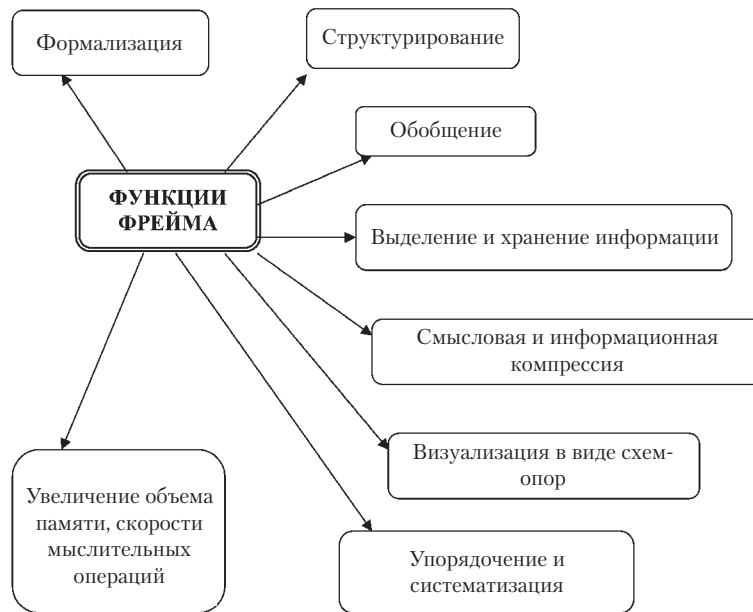 Формализация
Структурирование
Обобщение
ФУНКЦИИ
ФРЕЙМА
Выделение и хранение информации
Смысловая и информационная
компрессия
Визуализация в виде схем-
опор
Увеличение объема
памяти, скорости
мыслительных
операций
Упорядочение и
систематизация